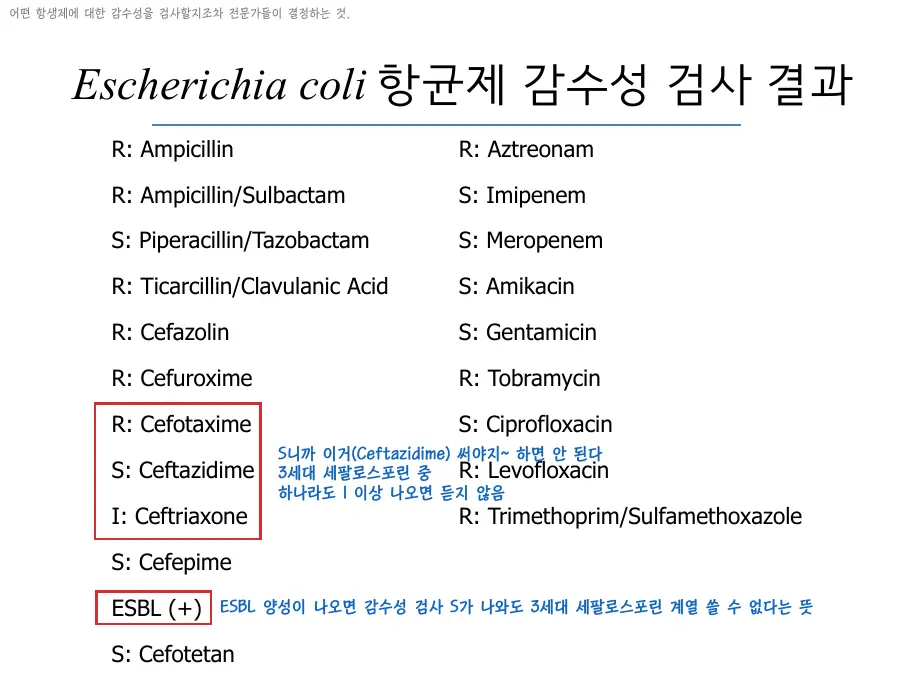 어떤 항생제에 대한 감수성을 검사할지조차 전문가들이 결정하는 것.
Escherichia coli 항균제 감수성 검사 결과
R: Ampicillin
R: Ampicillin/Sulbactam
S: Piperacillin/Tazobactam
R: Ticarcillin/Clavulanic Acid
R: Cefazolin
R: Cefuroxime
R: Cefotaxime
S: Ceftazidime
I: Ceftriaxone
S: Cefepime
ESBL (+)
S: Cefotetan
S니까 이거(Ceftazidime) 써야지~ 하면 안 된다
3세대 세팔로스포린 중
하나라도 I 이상 나오면 듣지 않음
ESBL 양성이 나오면 감수성 검사 S가 나와도 3세대 세팔로스포린 계열 쓸 수 없다는 뜻
R: Aztreonam
S: Imipenem
S: Meropenem
S: Amikacin
S: Gentamicin
R: Tobramycin
S: Ciprofloxacin
R: Levofloxacin
R: Trimethoprim/Sulfamethoxazole